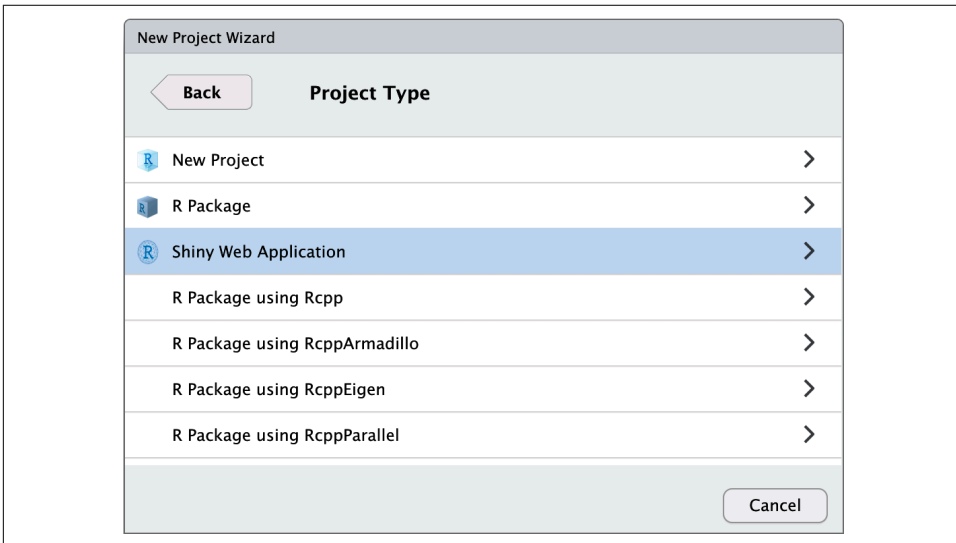 New Project Wizard
Back
Project Type
R New Project
R R Package
R Shiny Web Application
R Package using Rcpp
R Package using RcppArmadillo
R Package using RcppEigen
R Package using RcppParallel
Cancel